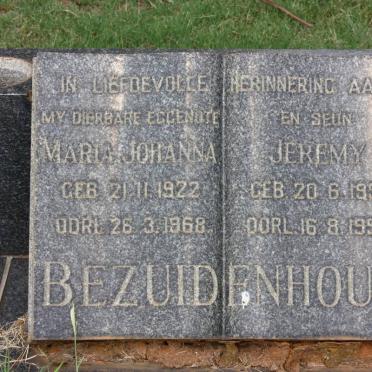 IN LIEFDEVOLLE HERINNERING AA
MY DIERBARE EGGENOTE EN SEUN
MARIA JOHANNA JEREMY
GEB. 21.11.1922 GEB. 20.6.19
OORL. 26.3.1968. OORL. 16.8.19
BEZUIDENHOU